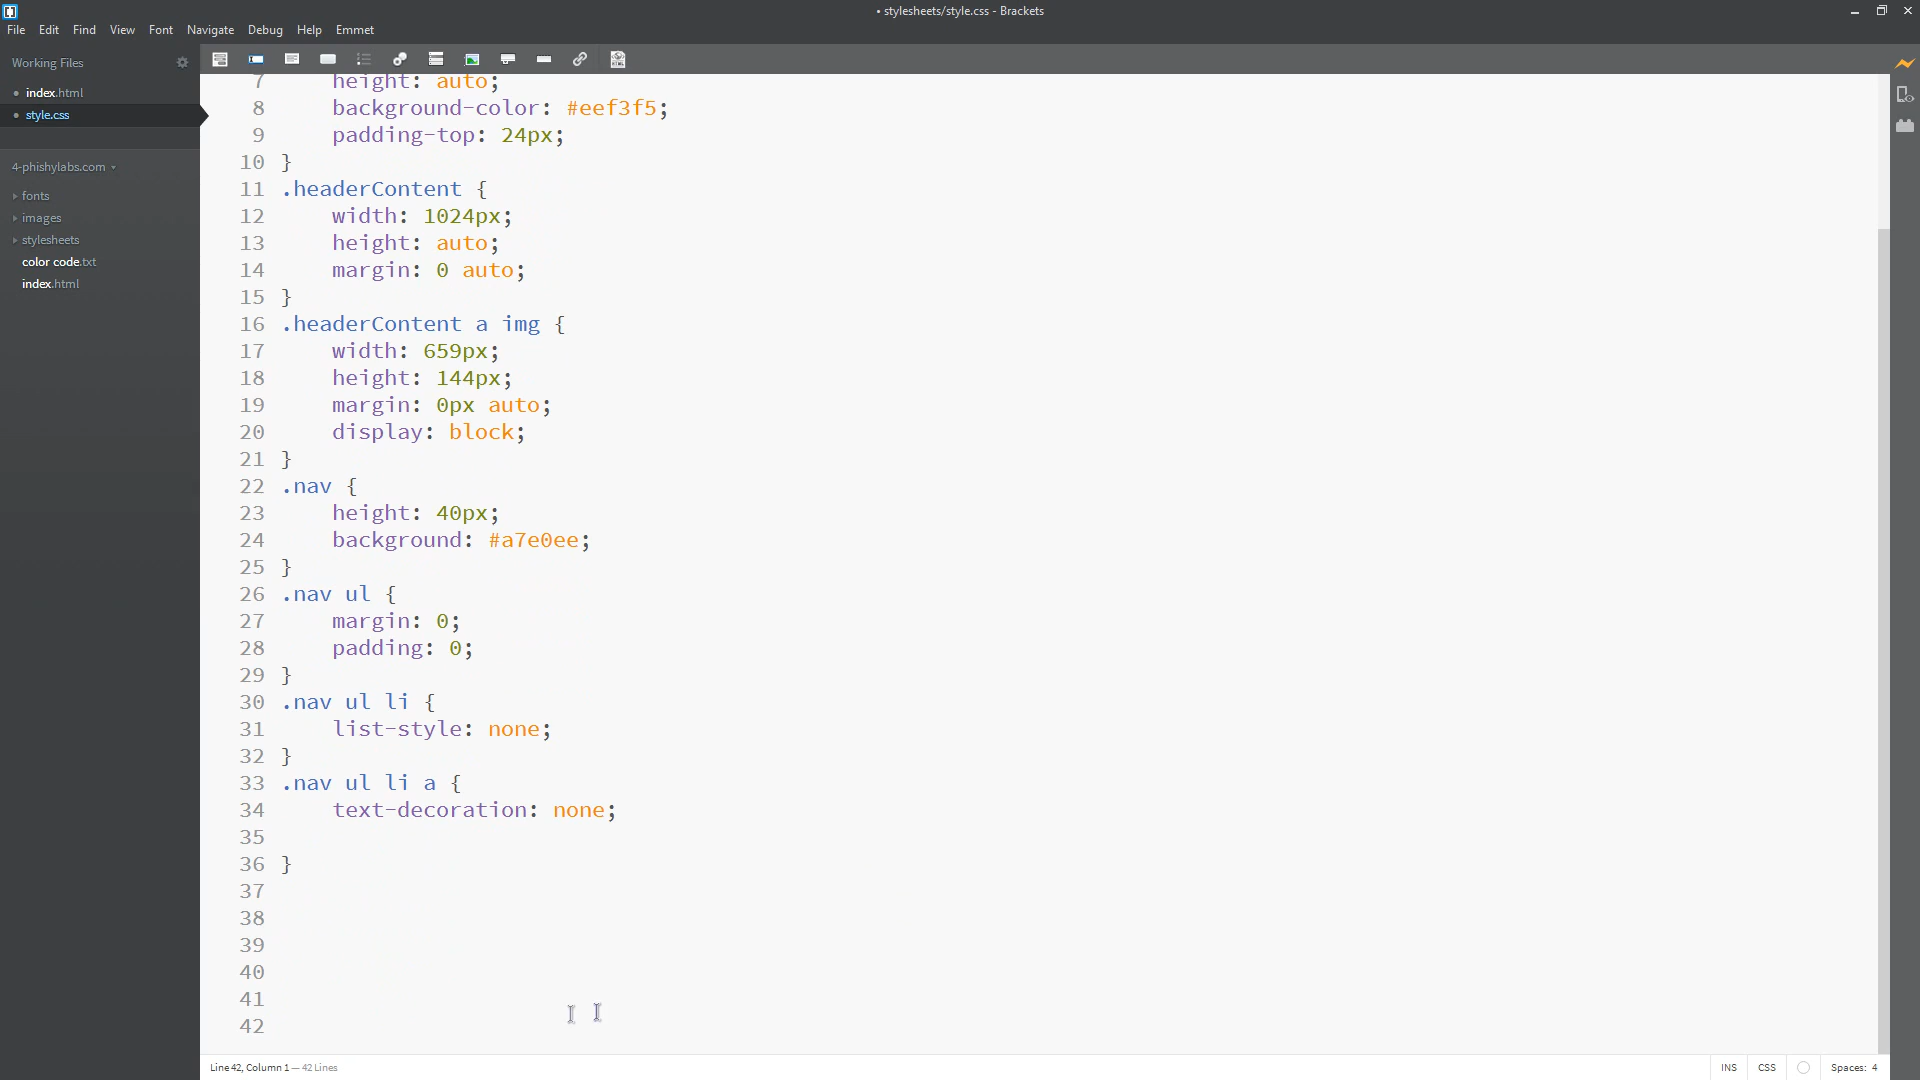 • stylesheets/style.css - Brackets
File Edit Find View Font Navigate Debug Help Emmet
Working Files
• index.html
• style.css
4-phishylabs.com
fonts
images
stylesheets
color code.txt
index.html
7 height: auto;
8 background-color: #eef3f5;
9 padding-top: 24px;
10 }
11 .headerContent {
12 width: 1024px;
13 height: auto;
14 margin: 0 auto;
15 }
16 .headerContent a img {
17 width: 659px;
18 height: 144px;
19 margin: 0px auto;
20 display: block;
21 }
22 .nav {
23 height: 40px;
24 background: #a7e0ee;
25 }
26 .nav ul {
27 margin: 0;
28 padding: 0;
29 }
30 .nav ul li {
31 list-style: none;
32 }
33 .nav ul li a {
34 text-decoration: none;
35
36 }
37
38
39
40
41
42
Line 42, Column 1 — 42 Lines
INS CSS Spaces: 4